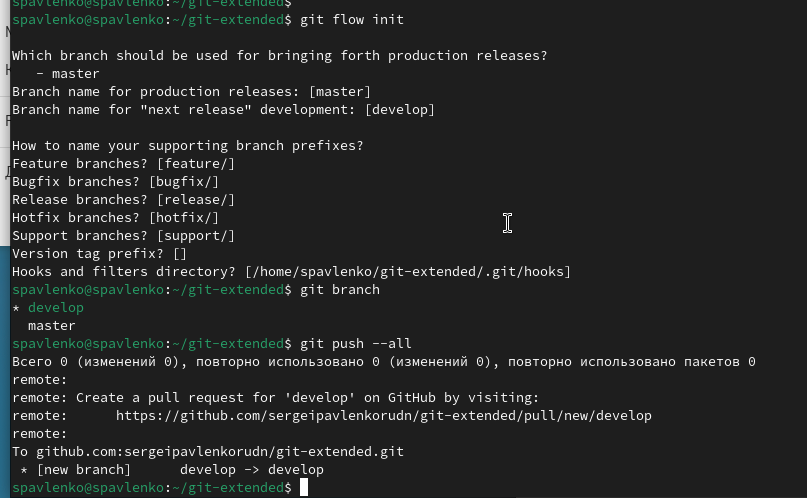 spavlenko@spavlenko:~/git-extended$
spavlenko@spavlenko:~/git-extended$ git flow init
Which branch should be used for bringing forth production releases?
   - master
Branch name for production releases: [master]
Branch name for "next release" development: [develop]
How to name your supporting branch prefixes?
Feature branches? [feature/]
Bugfix branches? [bugfix/]
Release branches? [release/]
Hotfix branches? [hotfix/]
Support branches? [support/]
Version tag prefix? []
Hooks and filters directory? [/home/spavlenko/git-extended/.git/hooks]
spavlenko@spavlenko:~/git-extended$ git branch
* develop
  master
spavlenko@spavlenko:~/git-extended$ git push --all
Всего 0 (изменений 0), повторно использовано 0 (изменений 0), повторно использовано пакетов 0
remote:
remote: Create a pull request for 'develop' on GitHub by visiting:
remote:      https://github.com/sergeipavlenkorudn/git-extended/pull/new/develop
remote:
To github.com:sergeipavlenkorudn/git-extended.git
 * [new branch]      develop -> develop
spavlenko@spavlenko:~/git-extended$